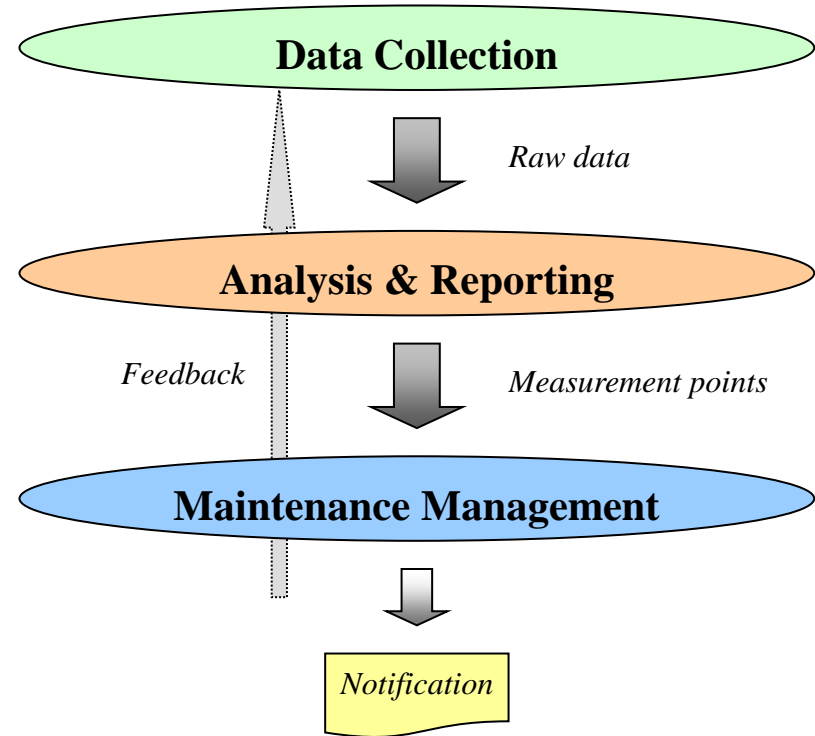 Data Collection
Raw data
Analysis & Reporting
Feedback
Measurement points
Maintenance Management
Notification